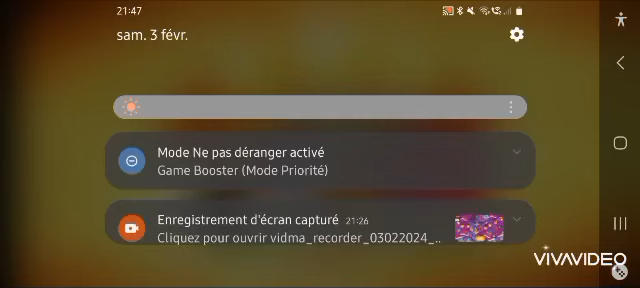 21:47
sam. 3 févr.
Mode Ne pas déranger activé
Game Booster (Mode Priorité)
Enregistrement d'écran capturé 21:26
Cliquez pour ouvrir vidma_recorder_03022024_..
VIVAVIDEO